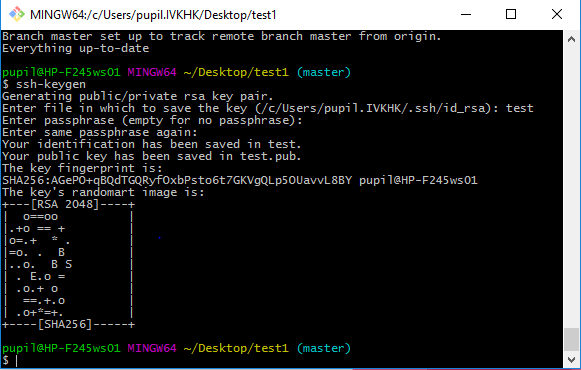 MINGW64:/c/Users/pupil.IVKHK/Desktop/test1
Branch master set up to track remote branch master from origin.
Everything up-to-date
pupil@HP-F245ws01 MINGW64 ~/Desktop/test1 (master)
$ ssh-keygen
Generating public/private rsa key pair.
Enter file in which to save the key (/c/Users/pupil.IVKHK/.ssh/id_rsa): test
Enter passphrase (empty for no passphrase):
Enter same passphrase again:
Your identification has been saved in test.
Your public key has been saved in test.pub.
The key fingerprint is:
SHA256:AGePO+qBQdTGQRyfOxbPsto6t7GKVgQLp5OUavvL8BY pupil@HP-F245ws01
The key's randomart image is:
+---[RSA 2048]----+
|  o==oo          |
|.+o == +         |
|o=.+  * .        |
|=o. .  B         |
|..o.  B S        |
| . E.o =         |
| .o.+ o          |
|  ==.+.o         |
| .o+*=+.         |
+----[SHA256]-----+
pupil@HP-F245ws01 MINGW64 ~/Desktop/test1 (master)
$